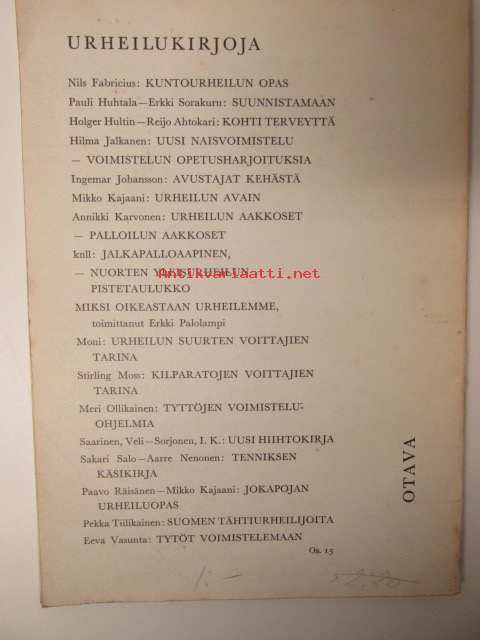 URHEILUKIRJOJA
Nils Fabricius: KUNTOURHEILUN OPAS
Pauli Huhtala—Erkki Sorakuru: SUUNNISTAMAAN
Holger Hultin—Reijo Ahtokari: KOHTI TERVEYTTÄ
Hilma Jalkanen: UUSI NAISVOIMISTELU
— VOIMISTELUN OPETUSHARJOITUKSIA
Ingemar Johansson: AVUSTAJAT KEHÄSTÄ
Mikko Kajaani: URHEILUN AVAIN
Annikki Karvonen: URHEILUN AAKKOSET
— PALLOILUN AAKKOSET
knll: JALKAPALLOAAPINEN,
— NUORTEN YLEISURHEILUN
Antikvariaatti.net
PISTETAULUKKO
MIKSI OIKEASTAAN URHEILEMME,
toimittanut Erkki Palolampi
Moni: URHEILUN SUURTEN VOITTAJIEN
TARINA
Stirling Moss: KILPARATOJEN VOITTAJIEN
TARINA
Meri Ollikainen: TYTTÖJEN VOIMISTELU-
OHJELMIA
Saarinen, Veli—Sorjonen, I. K.: UUSI HIIHTOKIRJA
Sakari Salo—Aarre Nenonen: TENNIKSEN
KÄSIKIRJA
Paavo Räisänen—Mikko Kajaani: JOKAPOJAN
URHEILUOPAS
Pekka Tiilikainen: SUOMEN TÄHTIURHEILIJOITA
Eeva Vasunta: TYTÖT VOIMISTELEMAAN
Os. 15
OTAVA